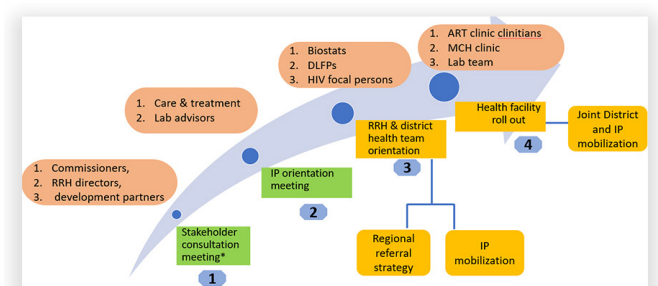 1. ART clinic clinitians
2. MCH clinic
3. Lab team
1. Biostats
2. DLFPs
3. HIV focal persons
1. Care & treatment
2. Lab advisors
1. Commissioners,
2. RRH directors,
3. development partners
Health facility
roll out
4
Joint District
and IP
mobilization
RRH & district
health team
orientation
3
IP orientation
meeting
2
Stakeholder
consultation
meeting*
1
Regional
referral
strategy
IP
mobilization